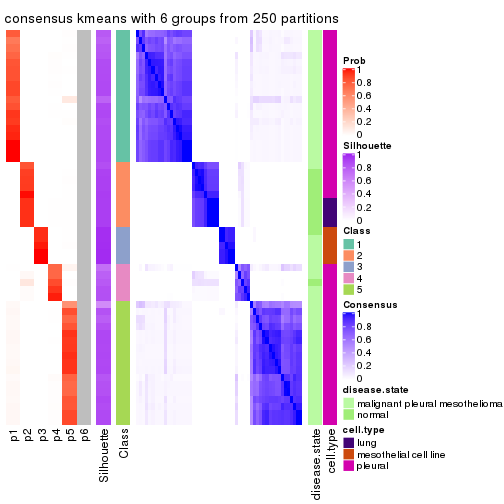 consensus kmeans with 6 groups from 250 partitions
Prob
1
0.8
0.6
0.4
0.2
0
Silhouette
1
0.8
0.6
0.4
0.2
0
Class
1
2
3
4
5
Consensus
1
0.8
0.6
0.4
0.2
0
disease.state
malignant pleural mesothelioma
normal
cell.type
lung
mesothelial cell line
pleural
p1
p2
p3
p4
p5
p6
Silhouette
Class
disease.state
cell.type